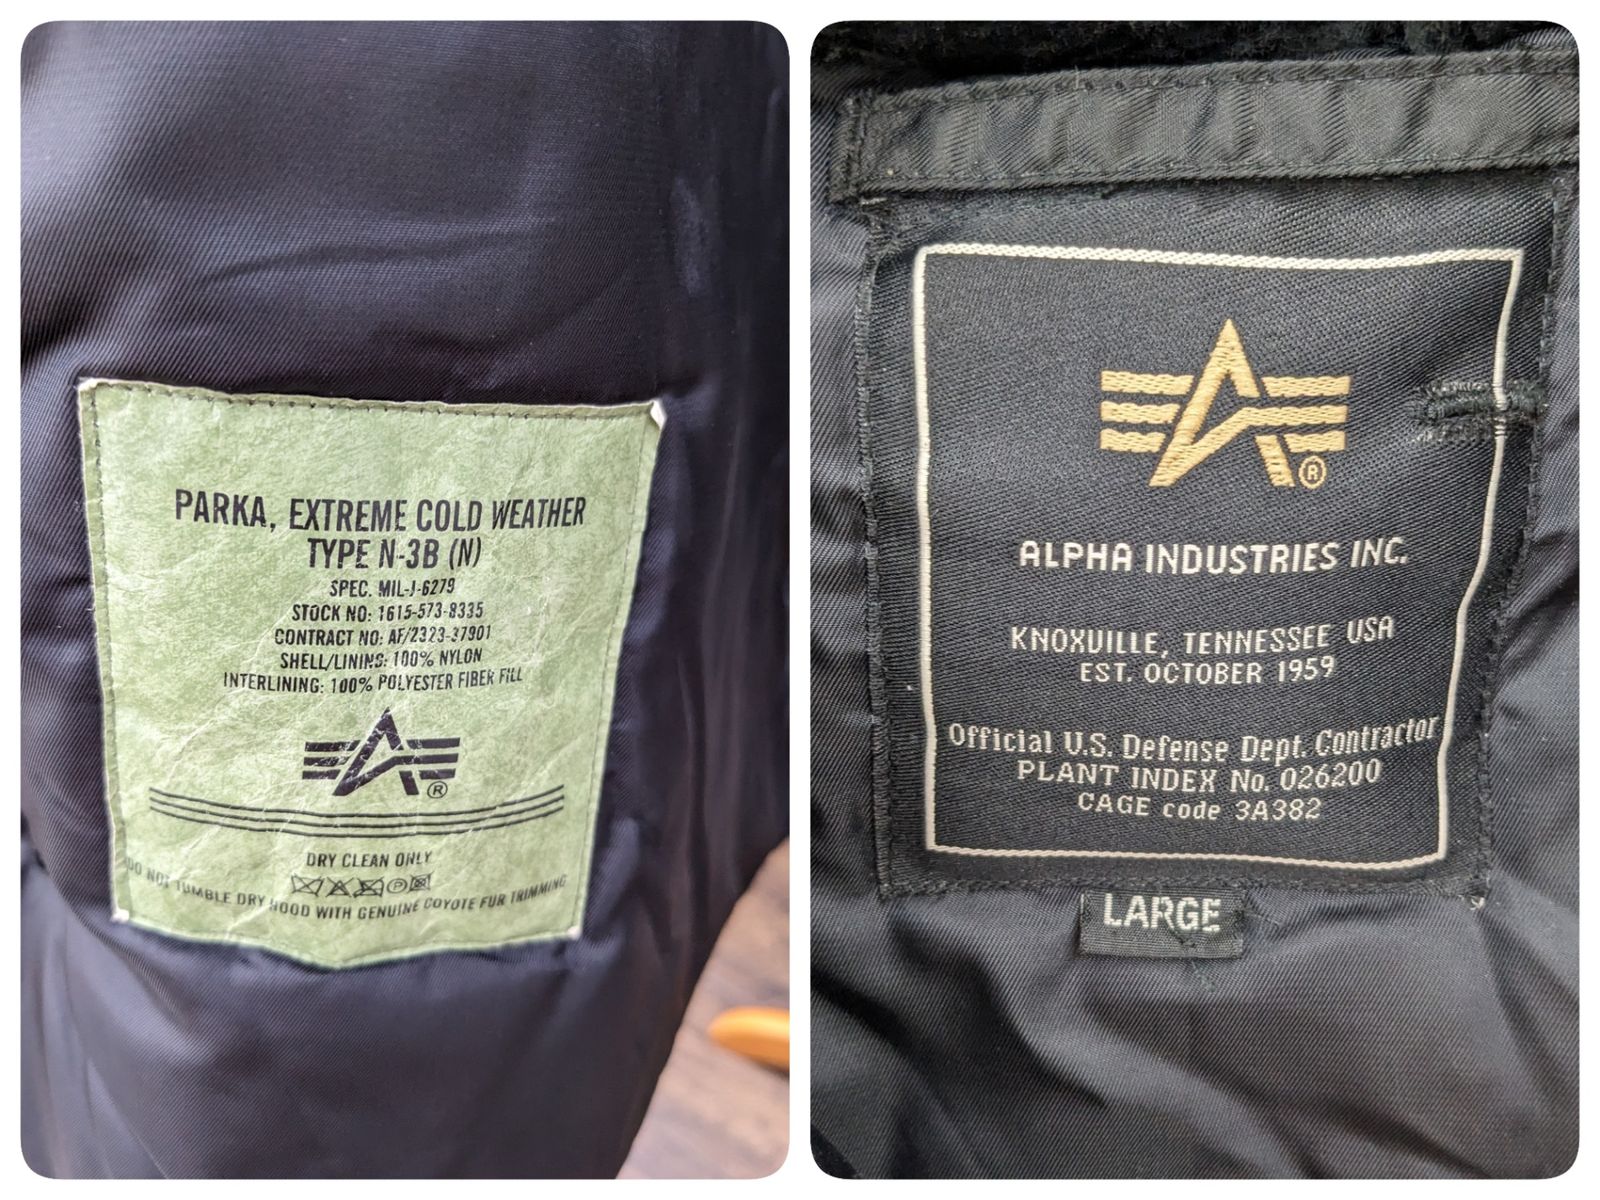 PARKA, EXTREME COLD WEATHER
TYPE N-3B (N)
SPEC. MIL-J-6279
STOCK NO: 1615-573-8335
CONTRACT NO: AF/2323-37901
SHELL/LINING: 100% NYLON
INTERLINING: 100% POLYESTER FIBER FILL
®
DRY CLEAN ONLY
P
DO NOT TUMBLE DRY HOOD WITH GENUINE COYOTE FUR TRIMMING
®
ALPHA INDUSTRIES INC.
KNOXVILLE, TENNESSEE USA
EST. OCTOBER 1959
Official U.S. Defense Dept. Contractor
PLANT INDEX No. 026200
CAGE code 3A382
LARGE